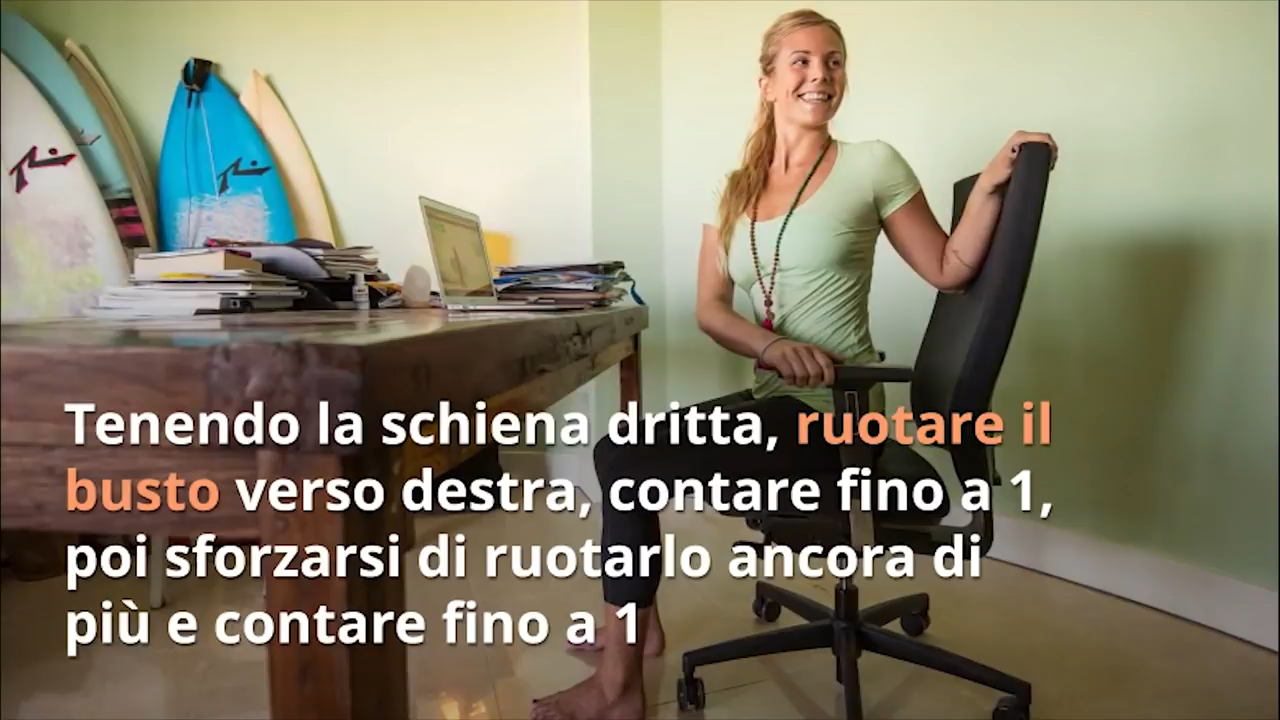 Tenendo la schiena dritta, ruotare il
busto verso destra, contare fino a 1,
poi sforzarsi di ruotarlo ancora di
più e contare fino a 1